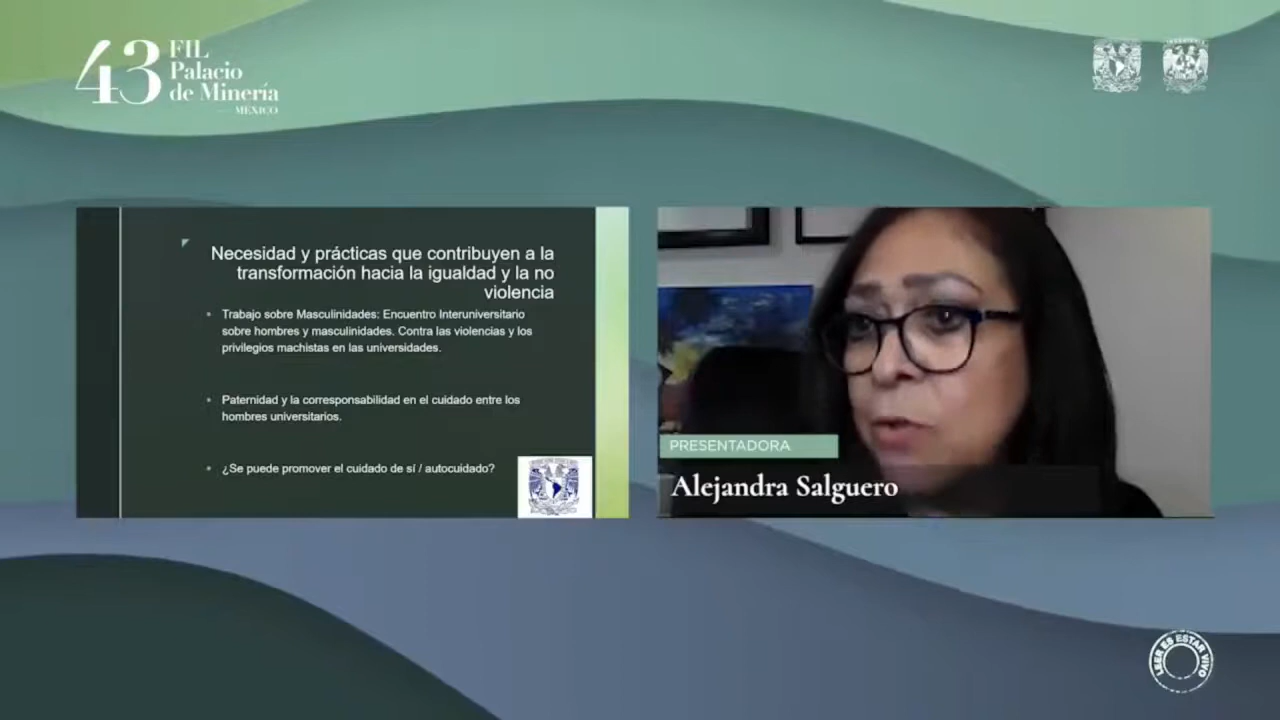 43
FIL
Palacio
de Minería
MÉXICO
Necesidad y prácticas que contribuyen a la
transformación hacia la igualdad y la no
violencia
Trabajo sobre Masculinidades: Encuentro Interuniversitario
sobre hombres y masculinidades. Contra las violencias y los
privilegios machistas en las universidades.
Paternidad y la corresponsabilidad en el cuidado entre los
hombres universitarios.
¿Se puede promover el cuidado de sí / autocuidado?
PRESENTADORA
Alejandra Salguero
LEER ES ESTAR VIVO